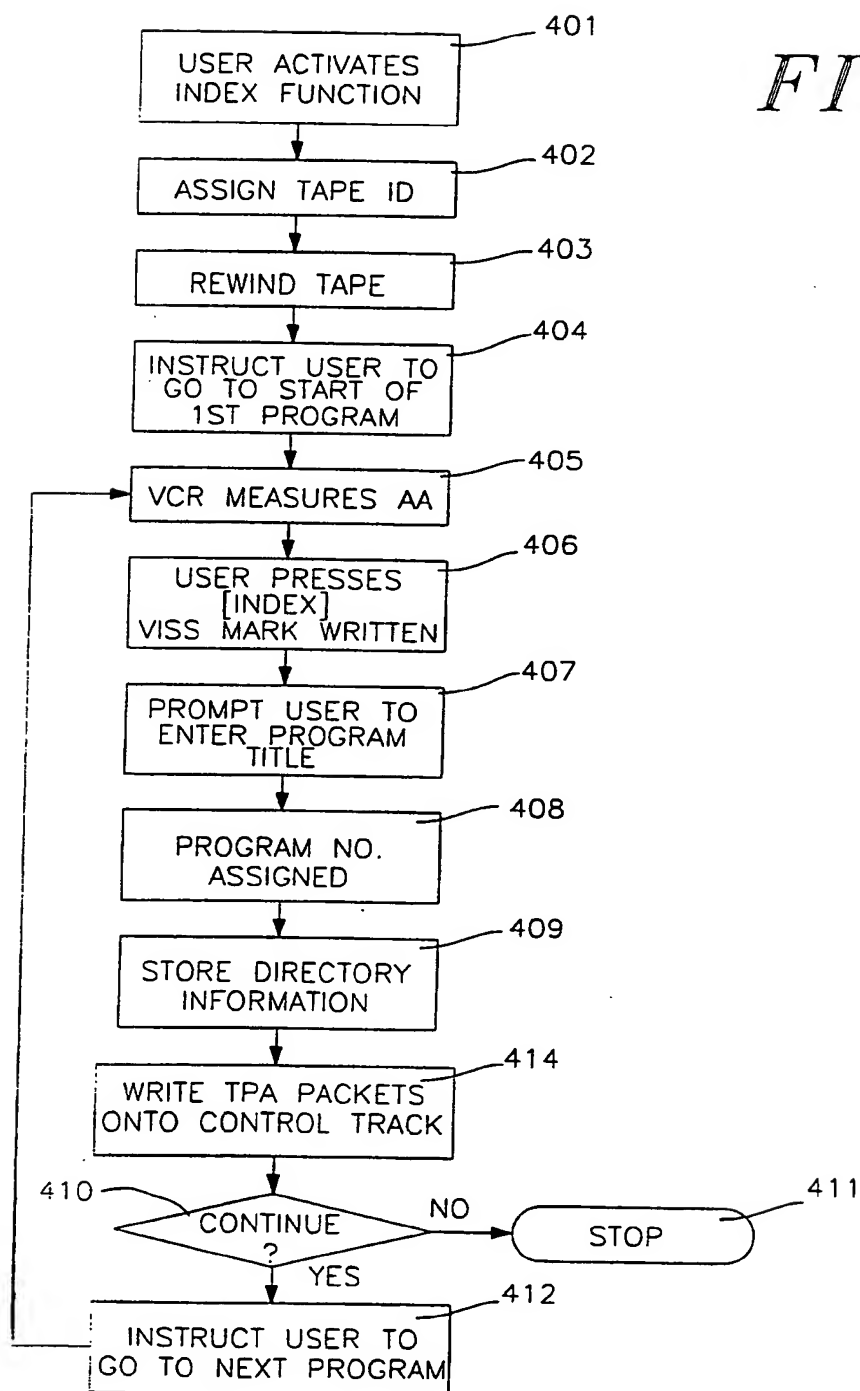 FI
401
USER ACTIVATES
INDEX FUNCTION
402
ASSIGN TAPE ID
403
REWIND TAPE
404
INSTRUCT USER TO
GO TO START OF
1ST PROGRAM
405
VCR MEASURES AA
406
USER PRESSES
[INDEX]
VISS MARK WRITTEN
407
PROMPT USER TO
ENTER PROGRAM
TITLE
408
PROGRAM NO.
ASSIGNED
409
STORE DIRECTORY
INFORMATION
414
WRITE TPA PACKETS
ONTO CONTROL TRACK
410
CONTINUE
?
NO
411
STOP
YES
412
INSTRUCT USER TO
GO TO NEXT PROGRAM